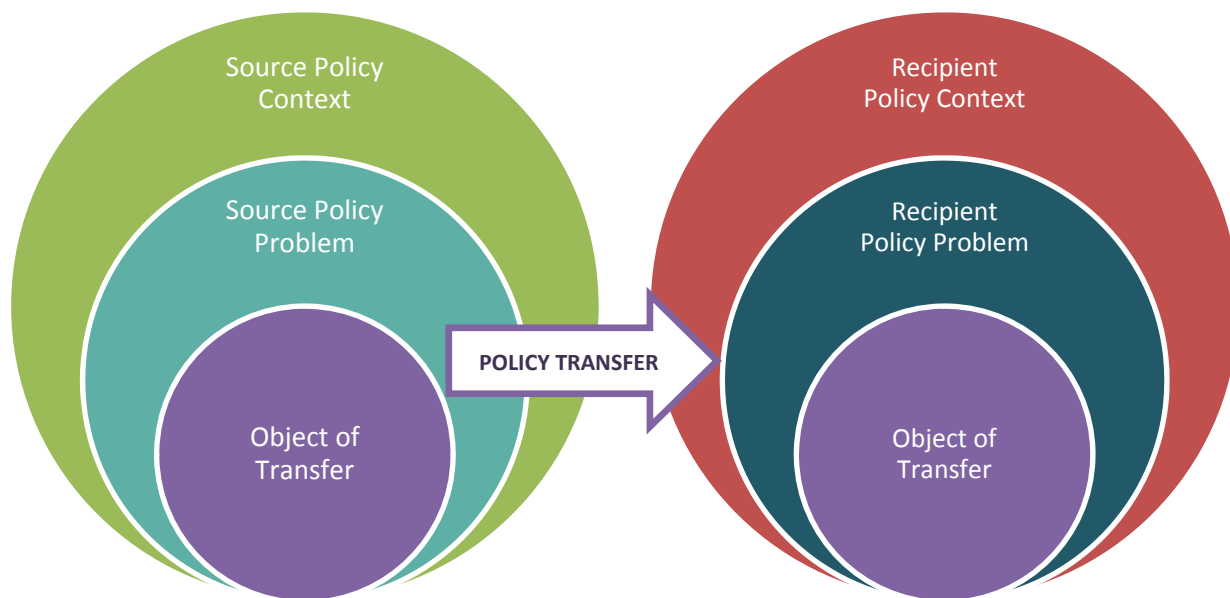 Source Policy
Context
Source Policy
Problem
Object of
Transfer
POLICY TRANSFER
Recipient
Policy Context
Recipient
Policy Problem
Object of
Transfer